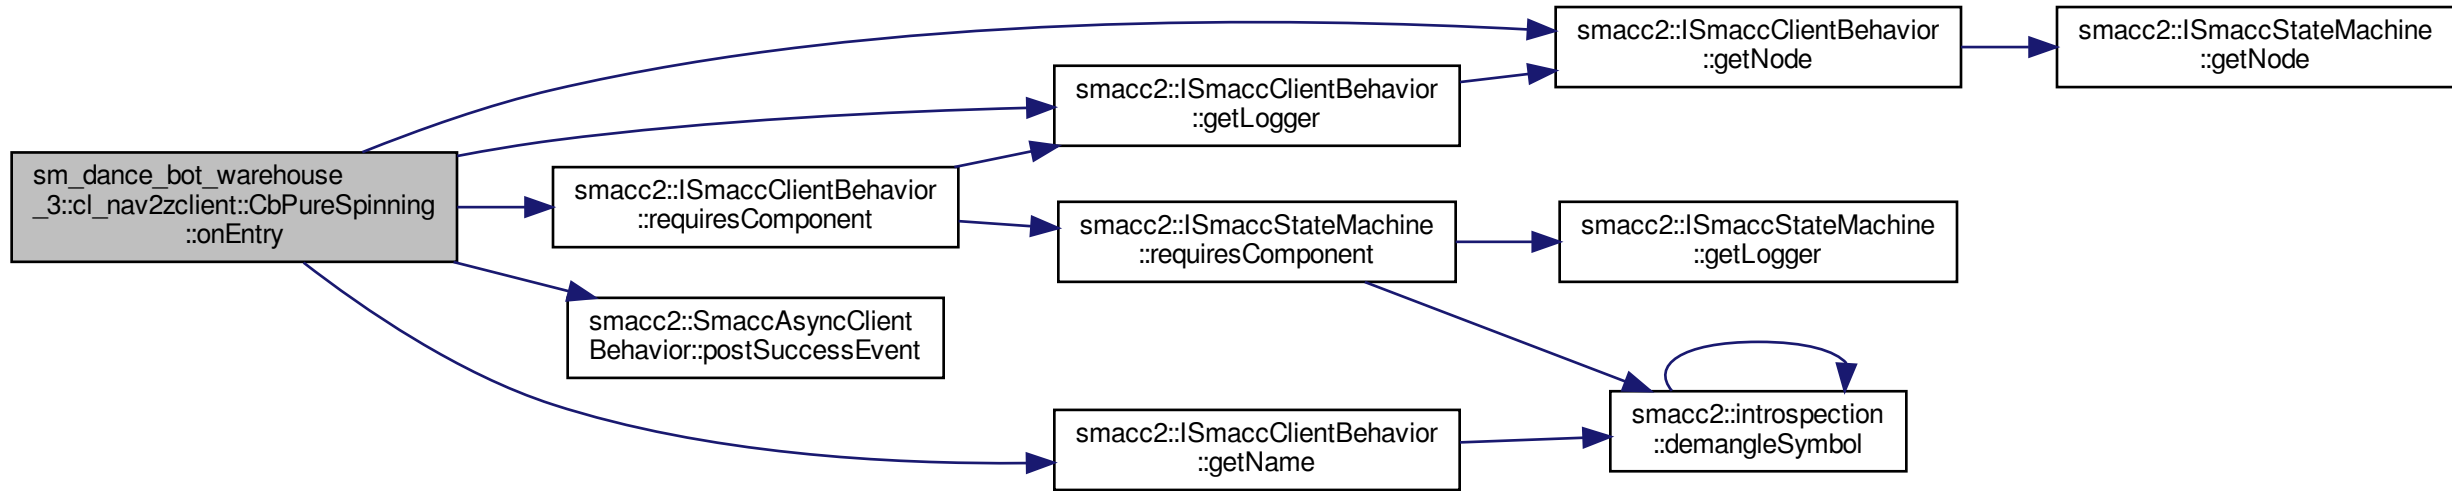 sm_dance_bot_warehouse
_3::cl_nav2zclient::CbPureSpinning
::onEntry
smacc2::ISmaccClientBehavior
::getNode
smacc2::ISmaccStateMachine
::getNode
smacc2::ISmaccClientBehavior
::getLogger
smacc2::ISmaccClientBehavior
::requiresComponent
smacc2::ISmaccStateMachine
::requiresComponent
smacc2::ISmaccStateMachine
::getLogger
smacc2::SmaccAsyncClient
Behavior::postSuccessEvent
smacc2::ISmaccClientBehavior
::getName
smacc2::introspection
::demangleSymbol